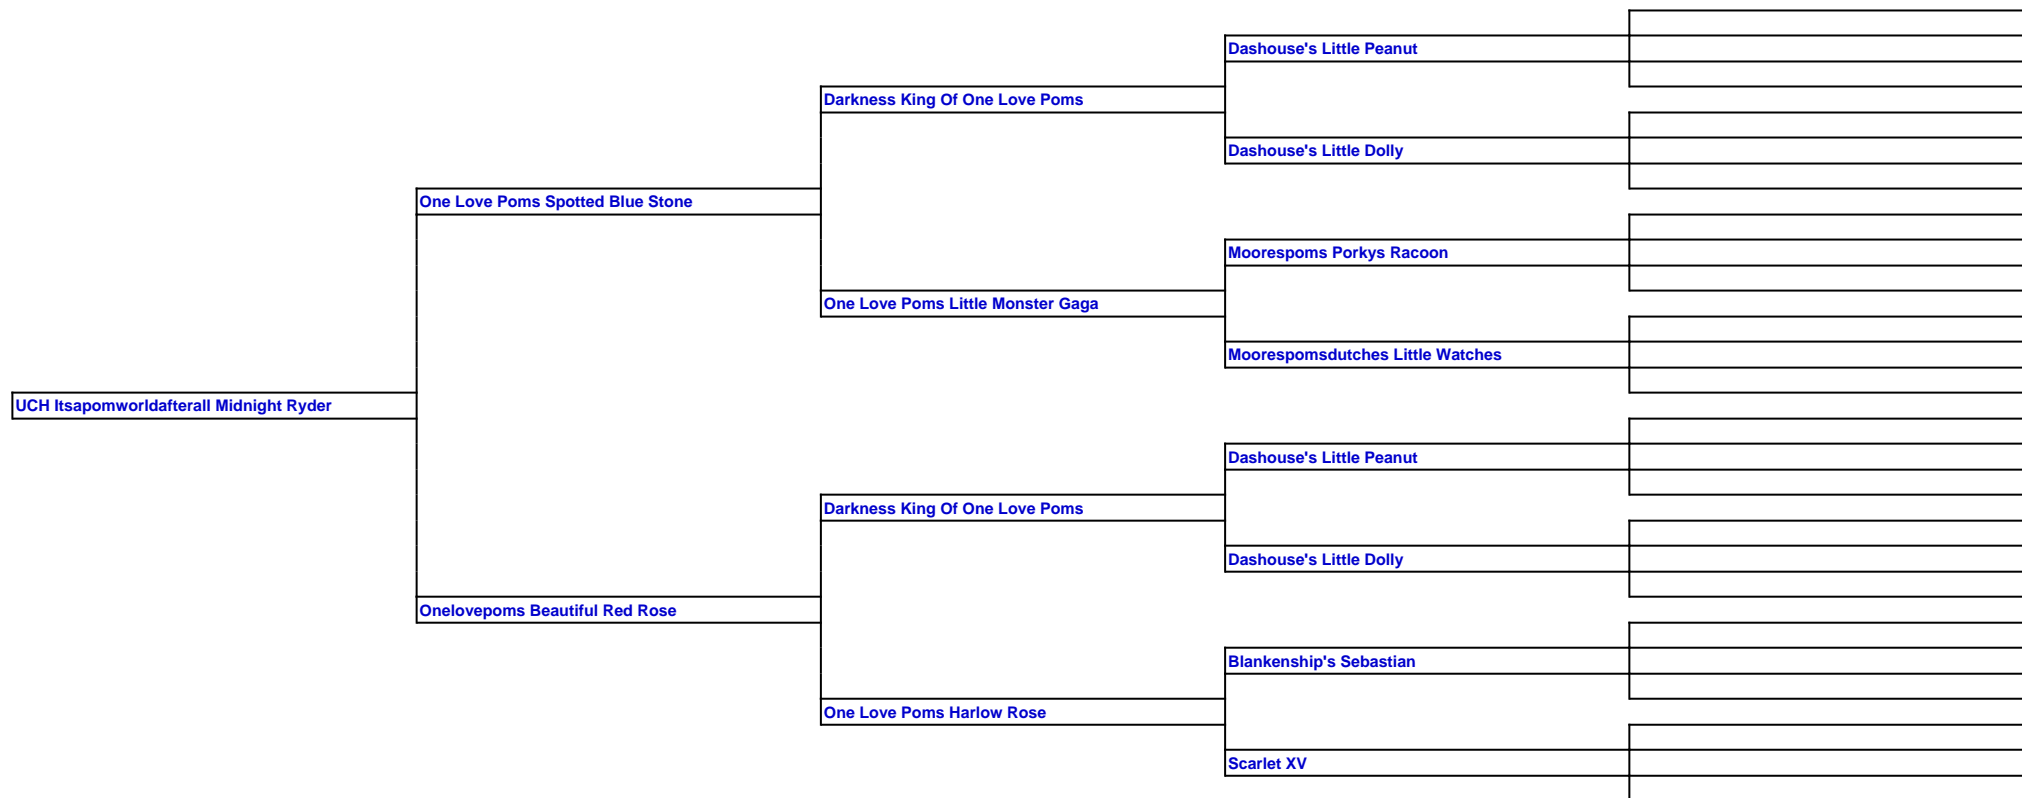 Dashouse's Little Peanut
Darkness King Of One Love Poms
Dashouse's Little Dolly
One Love Poms Spotted Blue Stone
Moorespoms Porkys Racoon
One Love Poms Little Monster Gaga
Moorespomsdutches Little Watches
UCH Itsapomworldafterall Midnight Ryder
Dashouse's Little Peanut
Darkness King Of One Love Poms
Dashouse's Little Dolly
Onelovepoms Beautiful Red Rose
Blankenship's Sebastian
One Love Poms Harlow Rose
Scarlet XV